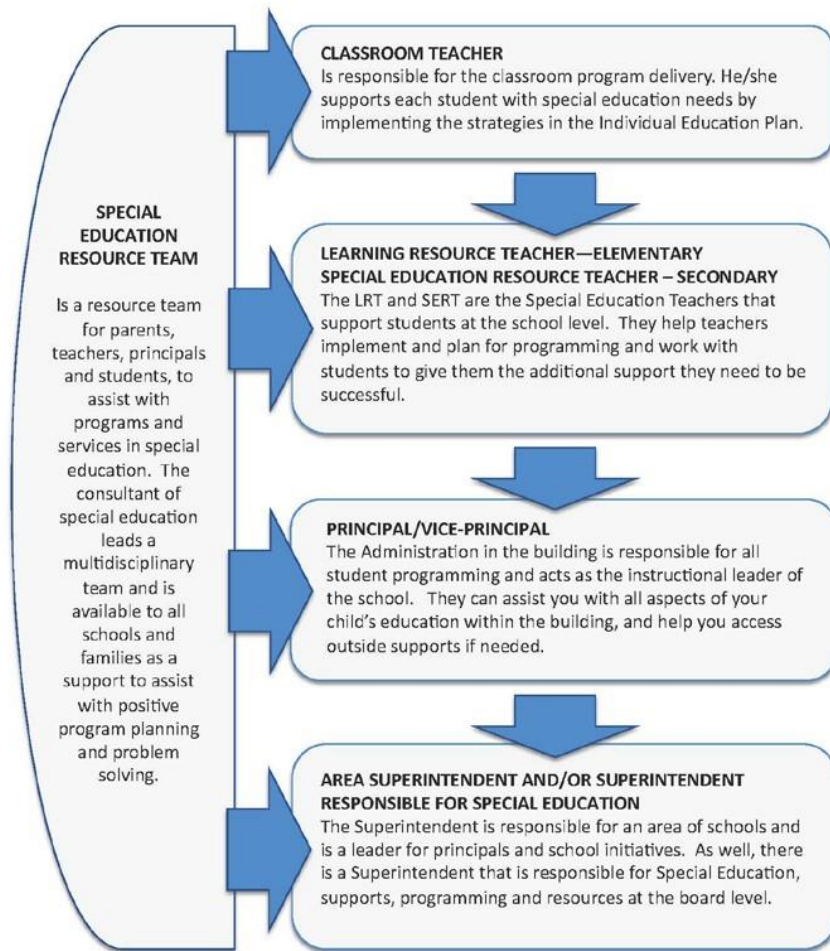 CLASSROOM TEACHER
Is responsible for the classroom program delivery. He/she
supports each student with special education needs by
implementing the strategies in the Individual Education Plan.
SPECIAL
EDUCATION
RESOURCE TEAM
Is a resource team
for parents,
teachers, principals
and students, to
assist with
programs and
services in special
education. The
consultant of
special education
leads a
multidisciplinary
team and is
available to all
schools and
families as a
support to assist
with positive
program planning
and problem
solving.
LEARNING RESOURCE TEACHER—ELEMENTARY
SPECIAL EDUCATION RESOURCE TEACHER – SECONDARY
The LRT and SERT are the Special Education Teachers that
support students at the school level. They help teachers
implement and plan for programming and work with
students to give them the additional support they need to be
successful.
PRINCIPAL/VICE-PRINCIPAL
The Administration in the building is responsible for all
student programming and acts as the instructional leader of
the school. They can assist you with all aspects of your
child's education within the building, and help you access
outside supports if needed.
AREA SUPERINTENDENT AND/OR SUPERINTENDENT
RESPONSIBLE FOR SPECIAL EDUCATION
The Superintendent is responsible for an area of schools and
is a leader for principals and school initiatives. As well, there
is a Superintendent that is responsible for Special Education,
supports, programming and resources at the board level.